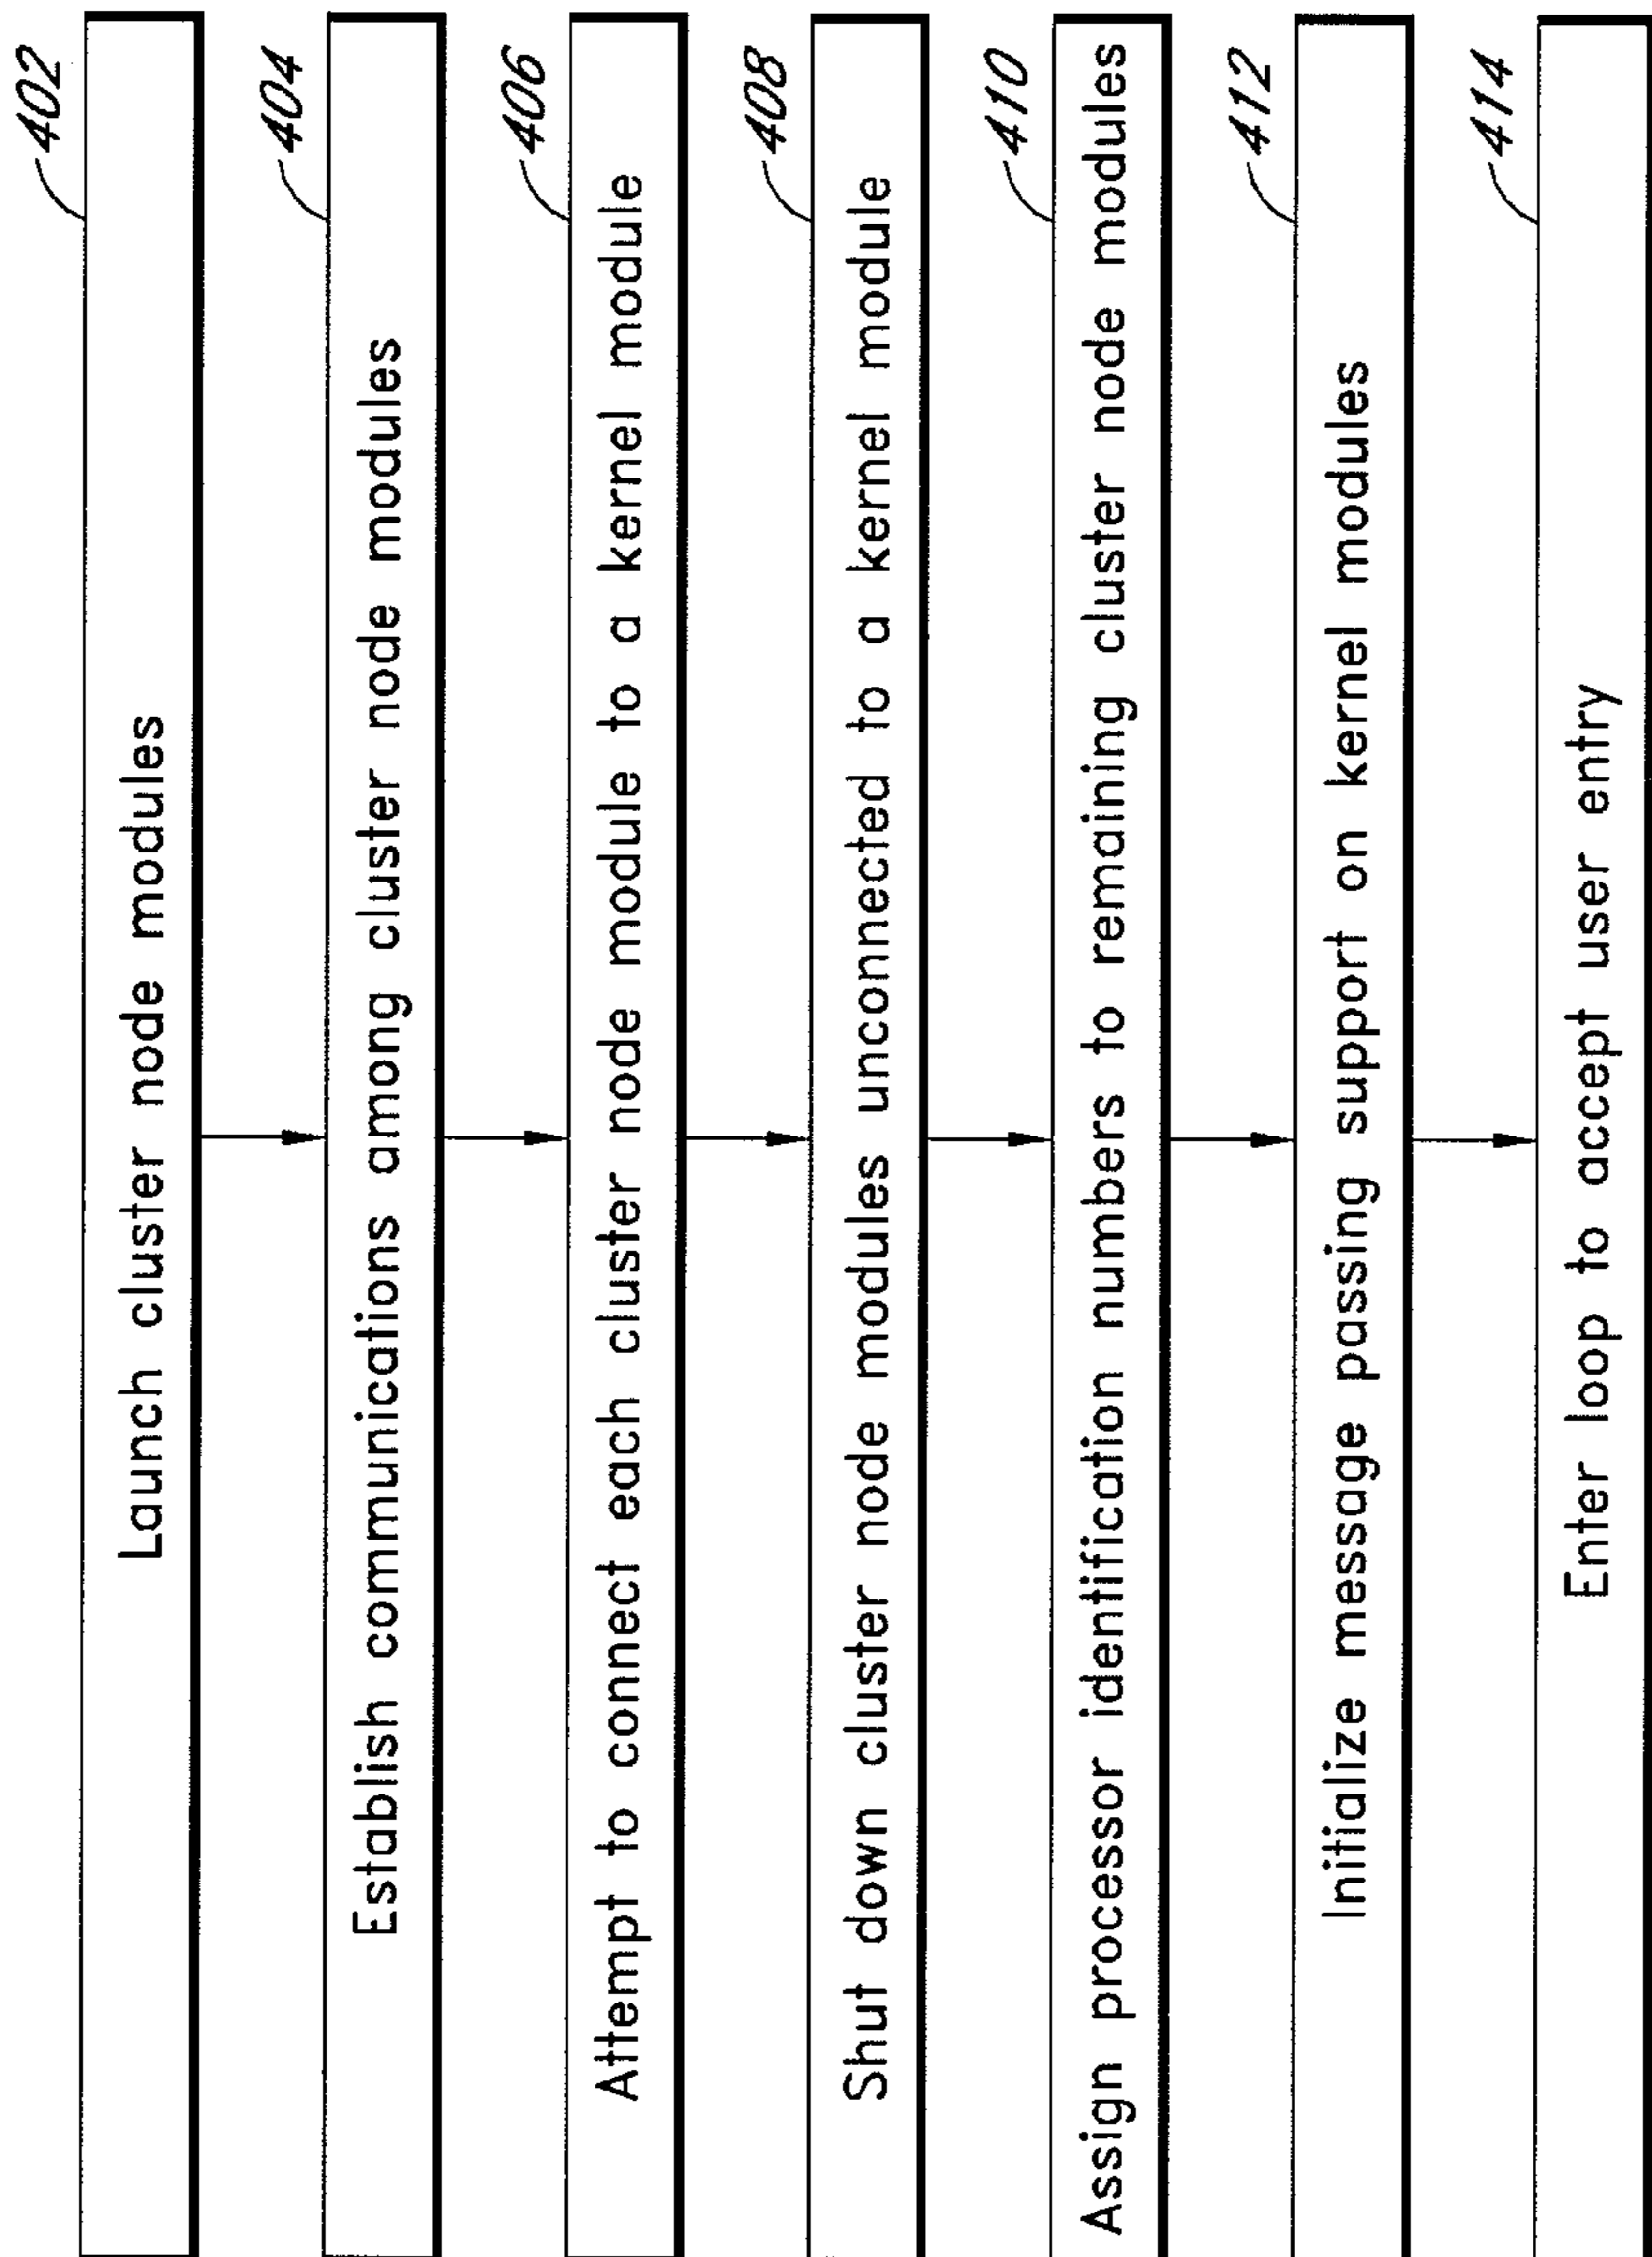 402
Launch cluster node modules
404
Establish communications among cluster node modules
406
Attempt to connect each cluster node module to a kernel module
408
Shut down cluster node modules unconnected to a kernel module
410
Assign processor identification numbers to remaining cluster node modules
412
Initialize message passing support on kernel modules
414
Enter loop to accept user entry